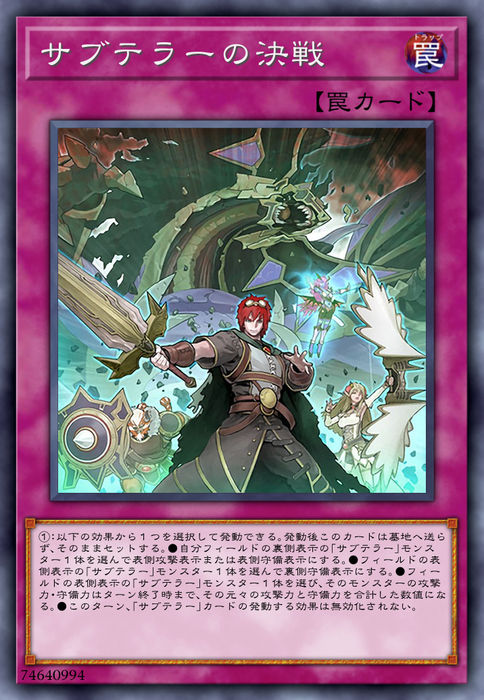 サブテラーの決戦
トラップ
罠
【罠カード】
①:以下の効果から１つを選択して発動できる。発動後このカードは墓地へ送ら
ず、そのままセットする。●自分フィールドの裏側表示の「サブテラー」モンス
ター１体を選んで表側攻撃表示または表側守備表示にする。●フィールドの表
側表示の「サブテラー」モンスター１体を選んで裏側守備表示にする。●フィー
ルドの表側表示の「サブテラー」モンスター１体を選び、そのモンスターの攻撃
力・守備力はターン終了時まで、その元々の攻撃力と守備力を合計した数値にな
る。●このターン、「サブテラー」カードの発動する効果は無効化されない。
74640994